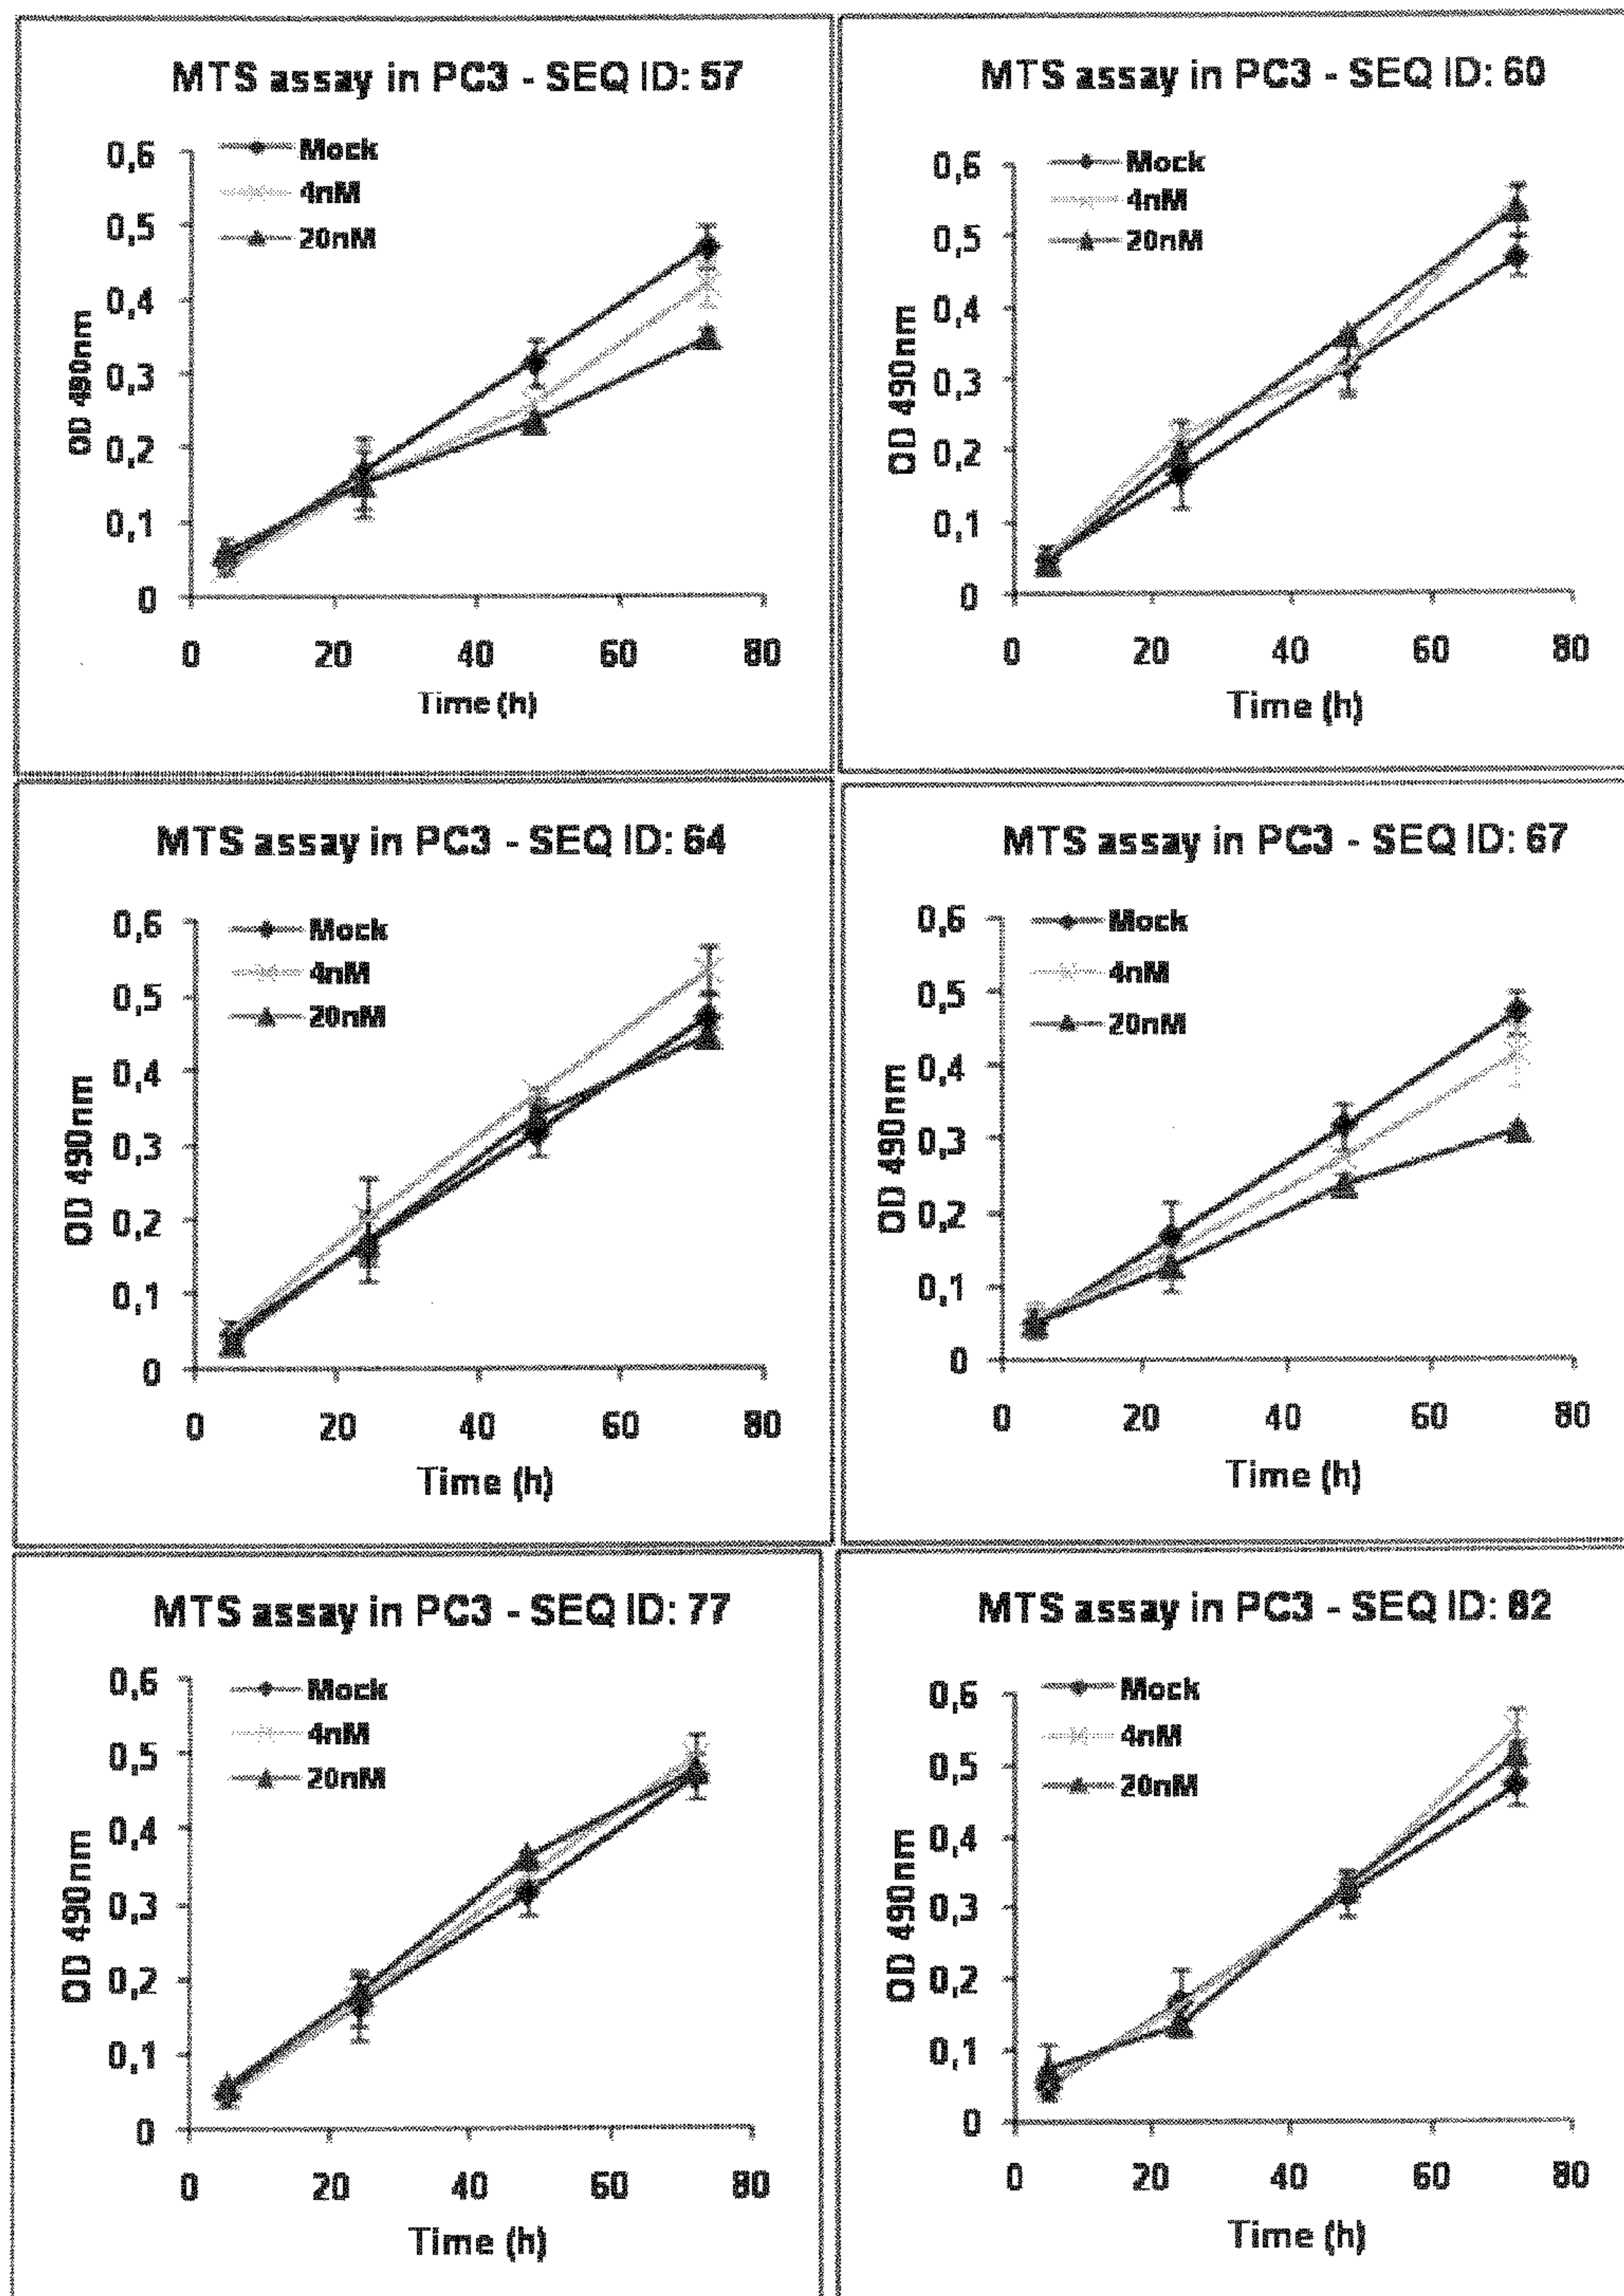 MTS assay in PC3 - SEQ ID: 57
Mock
4nM
20nM
0,6
0,5
0,4
0,3
0,2
0,1
0
OD 490nm
0 20 40 60 80
Time (h)
MTS assay in PC3 - SEQ ID: 60
Mock
4nM
20nM
0,6
0,5
0,4
0,3
0,2
0,1
0
OD 490nm
0 20 40 60 80
Time (h)
MTS assay in PC3 - SEQ ID: 64
Mock
4nM
20nM
0,6
0,5
0,4
0,3
0,2
0,1
0
OD 490nm
0 20 40 60 80
Time (h)
MTS assay in PC3 - SEQ ID: 67
Mock
4nM
20nM
0,6
0,5
0,4
0,3
0,2
0,1
0
OD 490nm
0 20 40 60 80
Time (h)
MTS assay in PC3 - SEQ ID: 77
Mock
4nM
20nM
0,6
0,5
0,4
0,3
0,2
0,1
0
OD 490nm
0 20 40 60 80
Time (h)
MTS assay in PC3 - SEQ ID:
Mock
4nM
20nM
0,6
0,5
0,4
0,3
0,2
0,1
0
OD 490nm
0 20 40 60 80
Time (h)